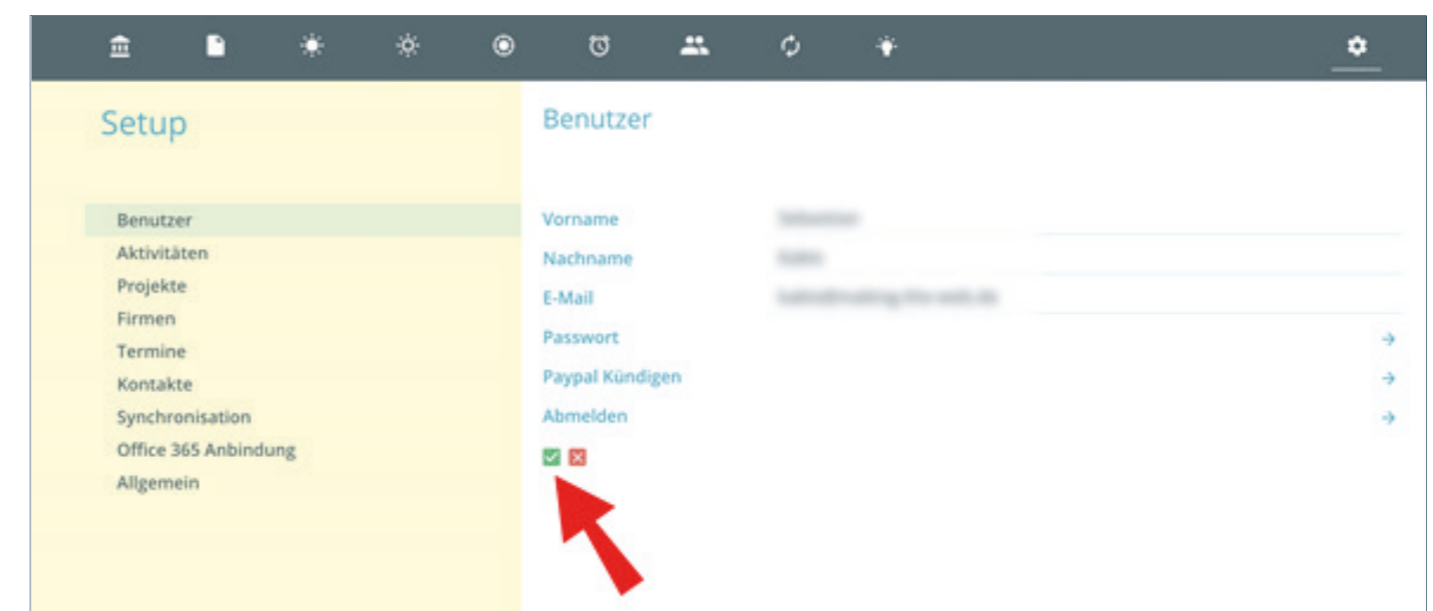 Setup
Benutzer
Aktivitäten
Projekte
Firmen
Termine
Kontakte
Synchronisation
Office 365 Anbindung
Allgemein
Benutzer
Vorname
Nachname
E-Mail
Passwort
Paypal Kündigen
Abmelden